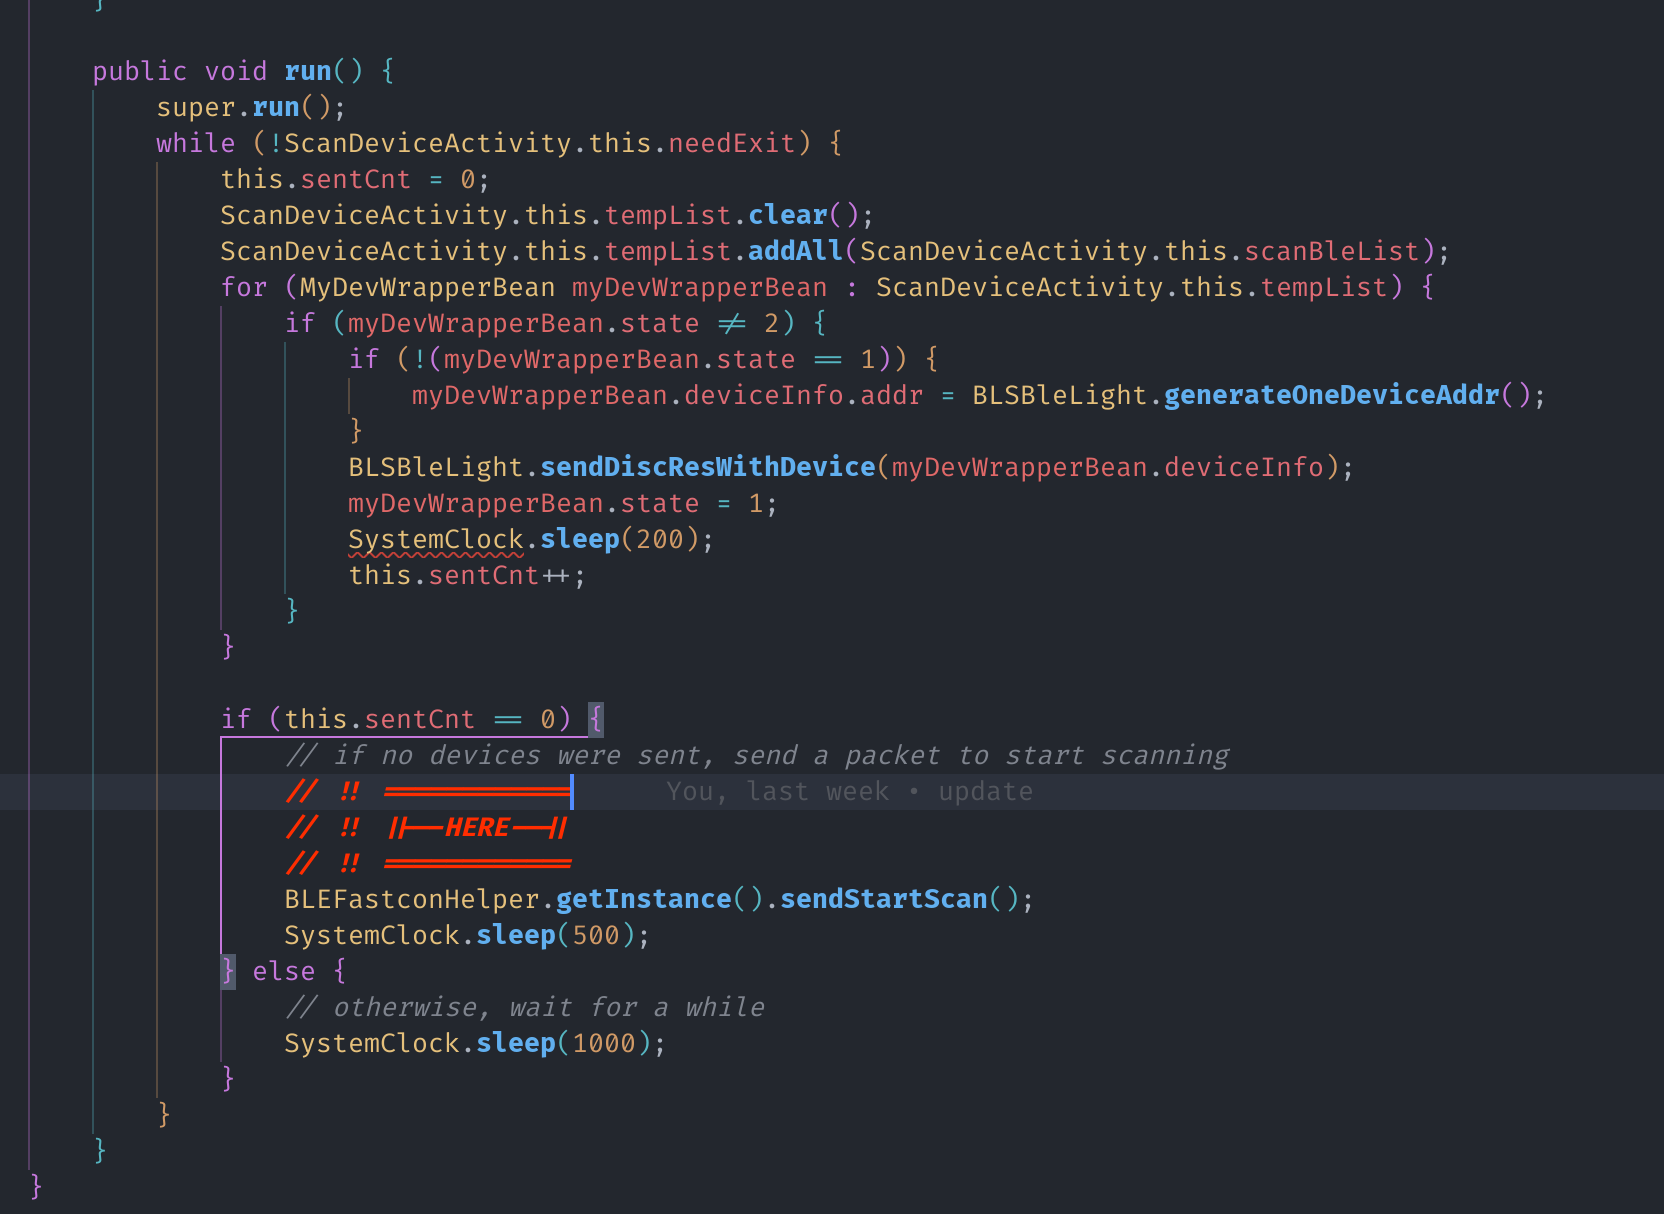 }
public void run() {
super.run();
while (!ScanDeviceActivity.this.needExit) {
this.sentCnt = 0;
ScanDeviceActivity.this.tempList.clear();
ScanDeviceActivity.this.tempList.addAll(ScanDeviceActivity.this.scanBleList);
for (MyDevWrapperBean myDevWrapperBean : ScanDeviceActivity.this.tempList) {
if (myDevWrapperBean.state != 2) {
if (!(myDevWrapperBean.state == 1)) {
myDevWrapperBean.deviceInfo.addr = BLSBleLight.generateOneDeviceAddr();
}
BLSBleLight.sendDiscResWithDevice(myDevWrapperBean.deviceInfo);
myDevWrapperBean.state = 1;
SystemClock.sleep(200);
this.sentCnt++;
}
}
if (this.sentCnt == 0) {
// if no devices were sent, send a packet to start scanning
// !! ============ You, last week • update
// !! ||--HERE--||
// !! ============
BLEFastconHelper.getInstance().sendStartScan();
SystemClock.sleep(500);
} else {
// otherwise, wait for a while
SystemClock.sleep(1000);
}
}
}
}